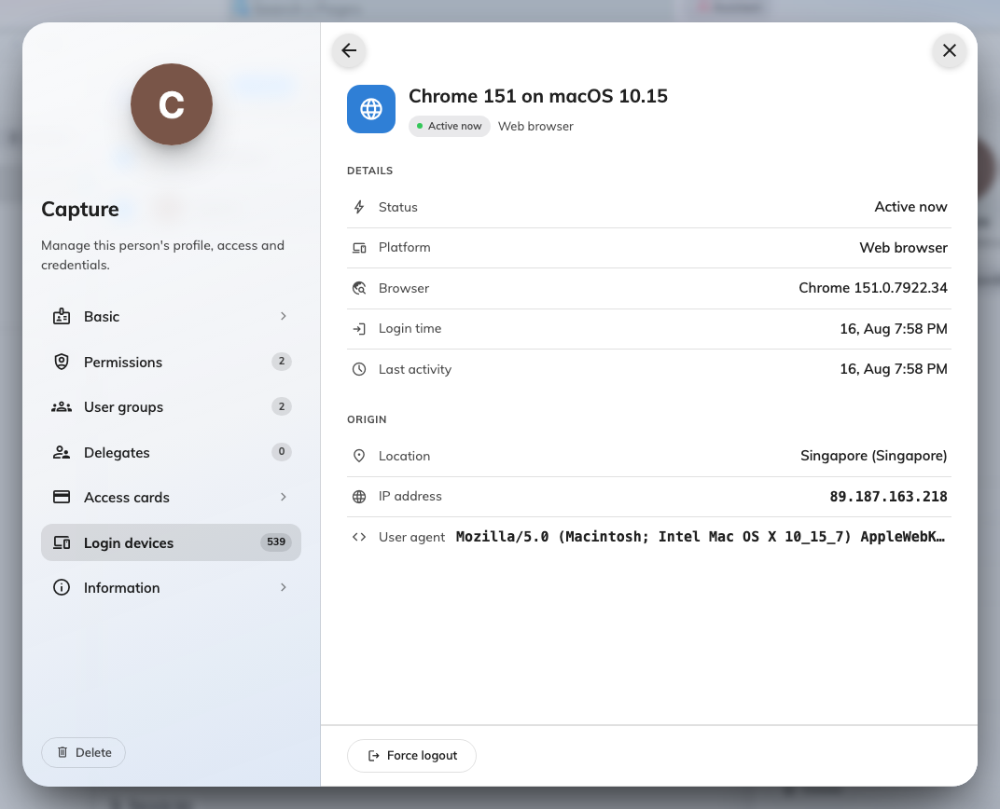 C
Capture
Manage this person's profile, access and
credentials.
Basic
Permissions 2
User groups 2
Delegates 0
Access cards
Login devices 539
Information
Delete
Chrome 151 on macOS 10.15
Active now Web browser
DETAILS
Status Active now
Platform Web browser
Browser Chrome 151.0.7922.34
Login time 16, Aug 7:58 PM
Last activity 16, Aug 7:58 PM
ORIGIN
Location Singapore (Singapore)
IP address 89.187.163.218
User agent Mozilla/5.0 (Macintosh; Intel Mac OS X 10_15_7) AppleWebK…
Force logout